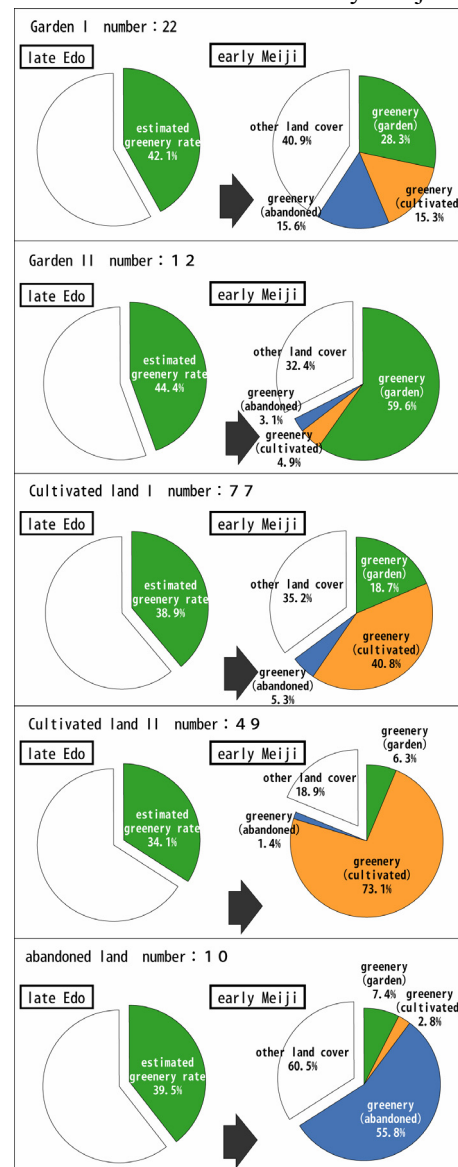 Garden I number：22
late Edo
early Meiji
estimated
greenery rate
42.1%
other land cover
40.9%
greenery
(garden)
28.3%
greenery
(cultivated)
15.3%
greenery
(abandoned)
15.6%
Garden II number：１２
late Edo
early Meiji
estimated
greenery rate
44.4%
other land cover
32.4%
greenery
(garden)
59.6%
greenery
(abandoned)
3.1%
greenery
(cultivated)
4.9%
Cultivated land I number：７７
late Edo
early Meiji
estimated
greenery rate
38.9%
other land cover
35.2%
greenery
(garden)
18.7%
greenery
(cultivated)
40.8%
greenery
(abandoned)
5.3%
Cultivated land II number：４９
late Edo
early Meiji
estimated
greenery rate
34.1%
greenery
(garden)
6.3%
other land cover
18.9%
greenery
(abandoned)
1.4%
greenery
(cultivated)
73.1%
abandoned land number：１０
late Edo
early Meiji
estimated
greenery rate
39.5%
greenery
(garden)
7.4%
greenery
(cultivated)
2.8%
other land cover
60.5%
greenery
(abandoned)
55.8%